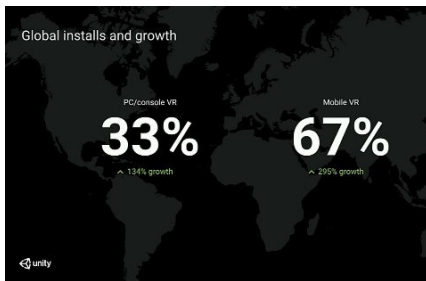 Global installs and growth
PC/console VR
33%
134% growth
Mobile VR
67%
295% growth
unity